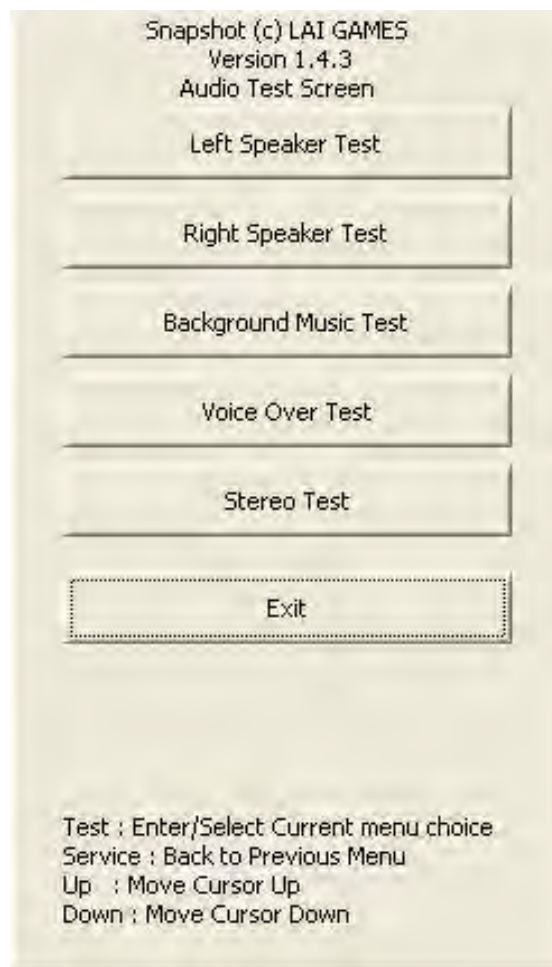 Snapshot (c) LAI GAMES
Version 1.4.3
Audio Test Screen
Left Speaker Test
Right Speaker Test
Background Music Test
Voice Over Test
Stereo Test
Exit
Test : Enter/Select Current menu choice
Service : Back to Previous Menu
Up : Move Cursor Up
Down : Move Cursor Down